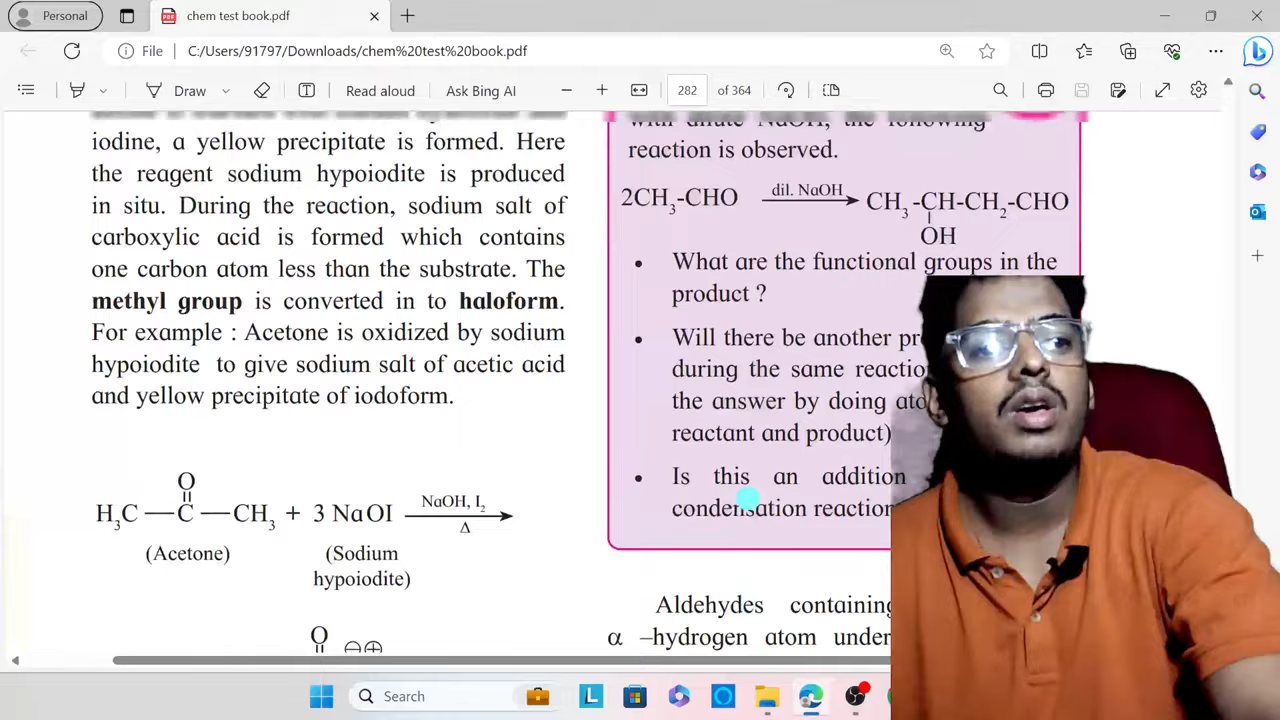 Personal
chem test book.pdf
File
C:/Users/91797/Downloads/chem%20test%20book.pdf
Draw
Read aloud
Ask Bing AI
282
of 364
iodine, a yellow precipitate is formed. Here
the reagent sodium hypoiodite is produced
in situ. During the reaction, sodium salt of
carboxylic acid is formed which contains
one carbon atom less than the substrate. The
methyl group is converted in to haloform.
For example : Acetone is oxidized by sodium
hypoiodite to give sodium salt of acetic acid
and yellow precipitate of iodoform.
O
H₃C — C — CH₃ + 3 NaOI
NaOH, I₂
Δ
(Acetone)
(Sodium
hypoiodite)
O
⊖⊕
with dilute NaOH, the following
reaction is observed.
2CH₃-CHO
dil. NaOH
CH₃-CH-CH₂-CHO
OH
• What are the functional groups in the
product ?
• Will there be another
during the same
the answer by doing
reactant and product)
• Is this an addition
condensation
Aldehydes containing
α –hydrogen atom
Search